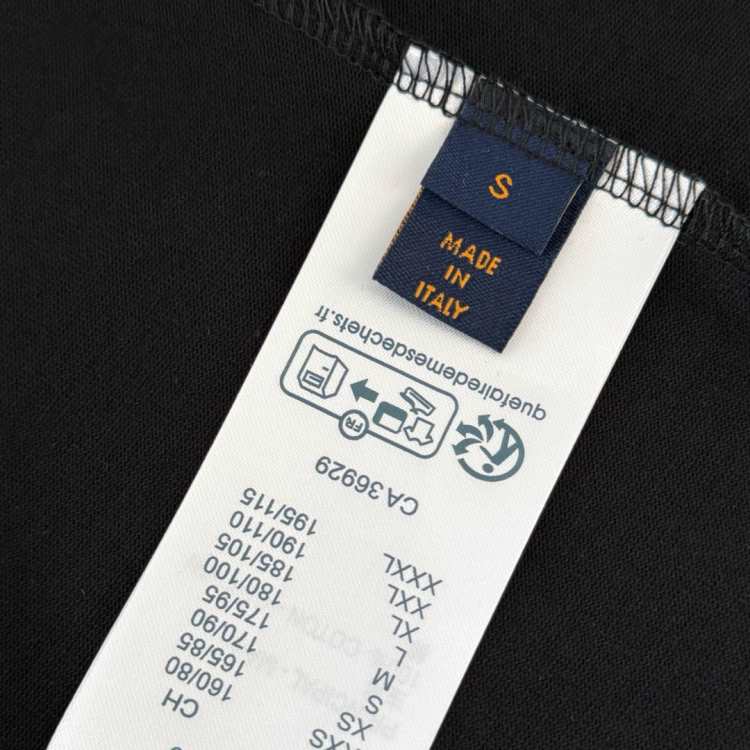 S
MADE
IN
ITALY
CH
XXS 160/80
XS 165/85
S 170/90
M 175/95
L 180/100
XL 185/105
XXL 190/110
XXXL 195/115
CA 36929
FR
quefairedemesdechets.fr